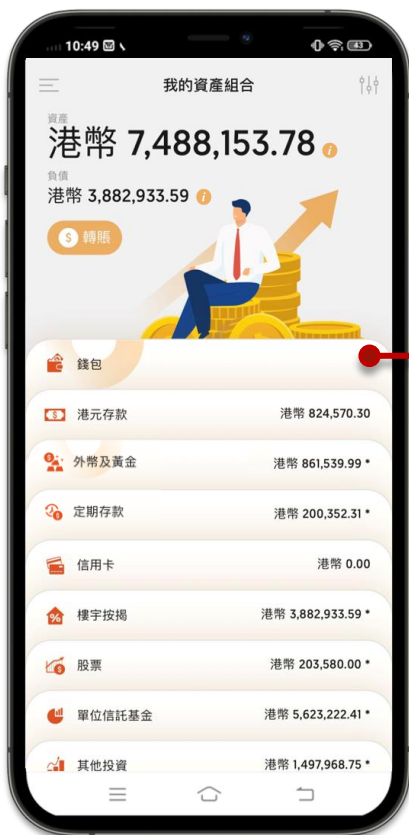 10:49
43
我的資產組合
資產
港幣 7,488,153.78 i
負債
港幣 3,882,933.59 i
$ 轉賬
錢包
港元存款 港幣 824,570.30
外幣及黃金 港幣 861,539.99 *
定期存款 港幣 200,352.31 *
信用卡 港幣 0.00
樓宇按揭 港幣 3,882,933.59 *
股票 港幣 203,580.00 *
單位信託基金 港幣 5,623,222.41 *
其他投資 港幣 1,497,968.75 *